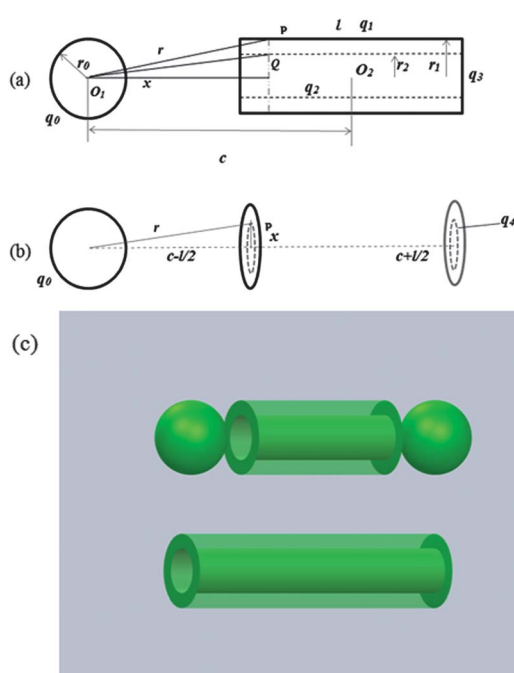 P l q1
r0 r Q
(a) O1 x O2 r2 r1 q3
q2
q0
c
r P q4
(b) x
c-l/2 c+l/2
q0
(c)